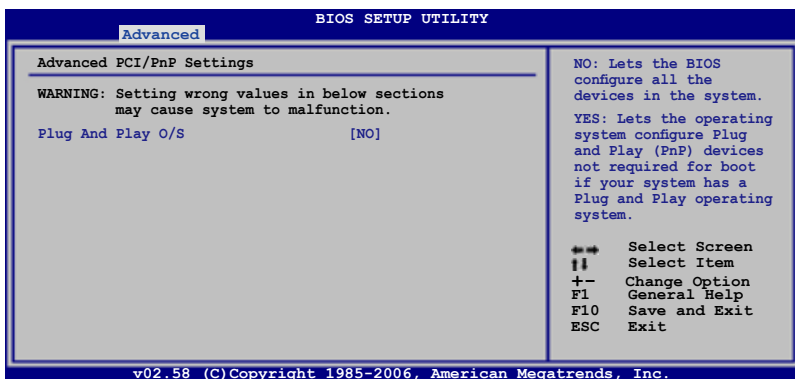 BIOS SETUP UTILITY
Advanced
Advanced PCI/PnP Settings
WARNING: Setting wrong values in below sections
may cause system to malfunction.
Plug And Play O/S [NO]
NO: Lets the BIOS
configure all the
devices in the system.
YES: Lets the operating
system configure Plug
and Play (PnP) devices
not required for boot
if your system has a
Plug and Play operating
system.
←→ Select Screen
↑↓ Select Item
+- Change Option
F1 General Help
F10 Save and Exit
ESC Exit
v02.58 (C)Copyright 1985-2006, American Megatrends, Inc.